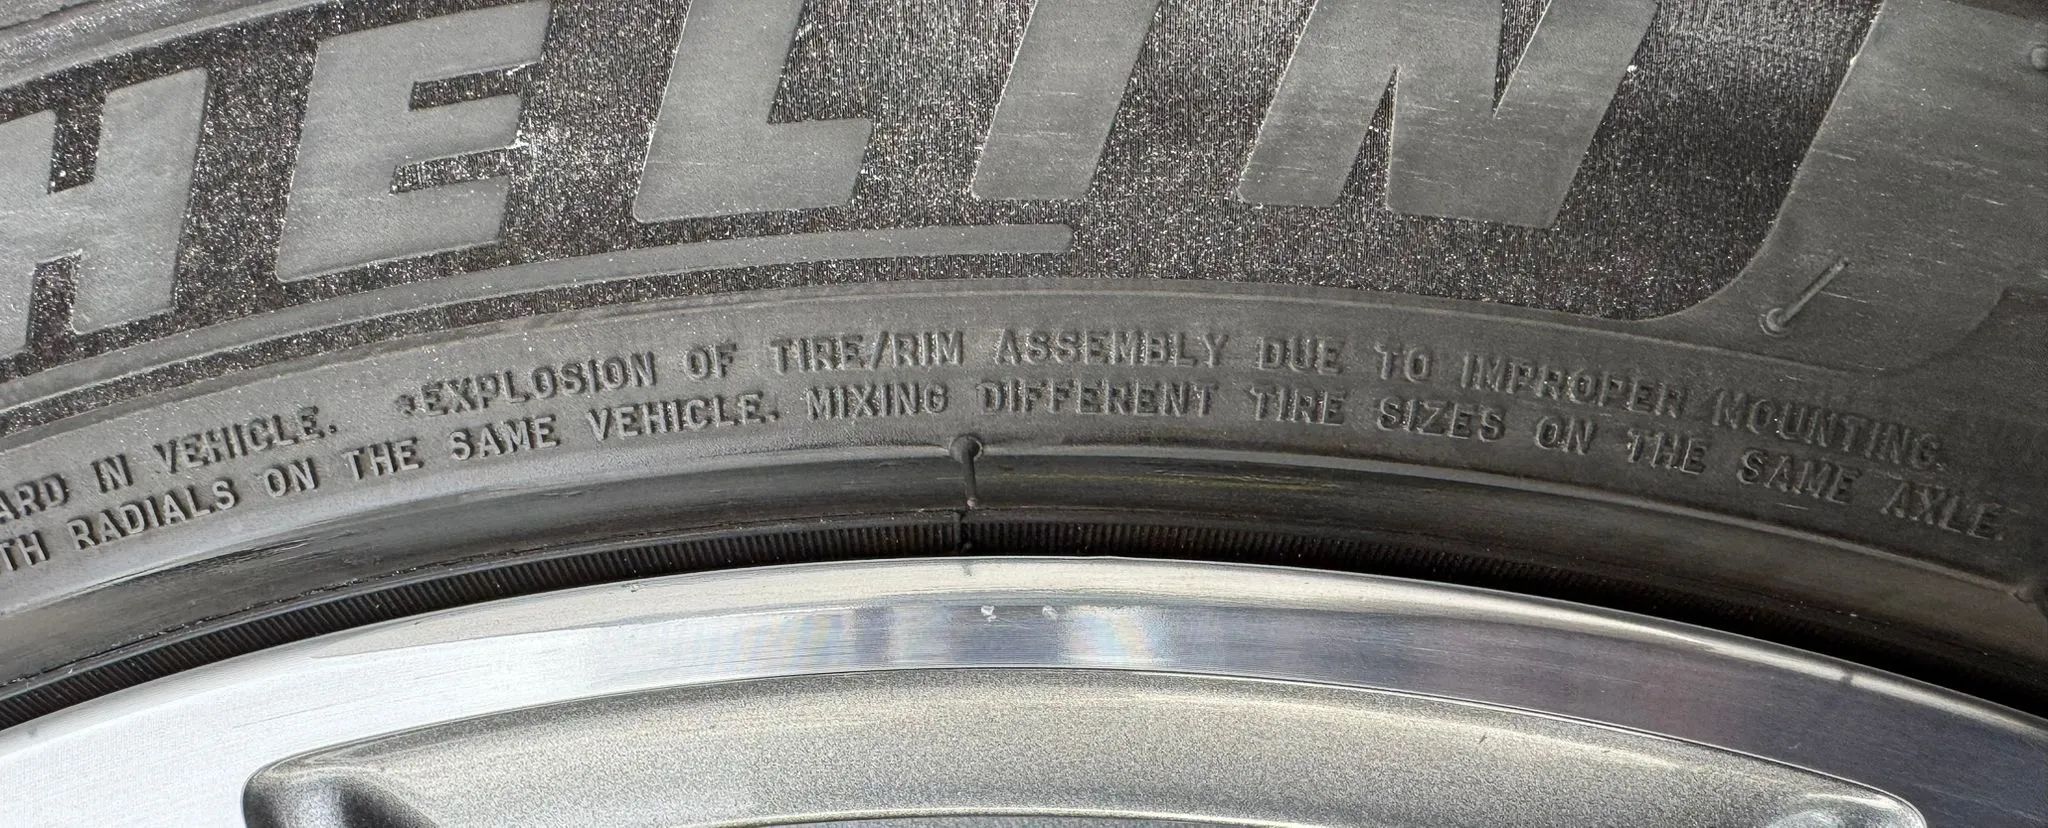 HELIN
ARD IN VEHICLE. •EXPLOSION OF TIRE/RIM ASSEMBLY DUE TO IMPROPER MOUNTING.
TH RADIALS ON THE SAME VEHICLE. MIXING DIFFERENT TIRE SIZES ON THE SAME AXLE.